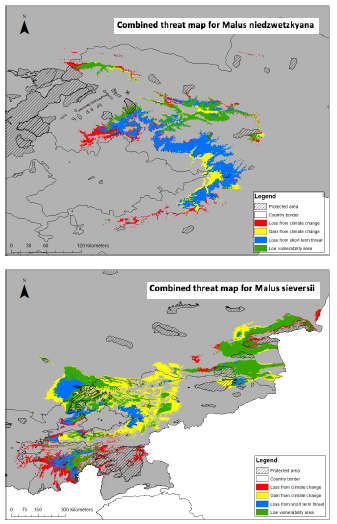 Combined threat map for Malus niedzwetzkyana
N
Legend
Protected area
Country border
Loss from climate change
Gain from climate change
Loss from short term threat
Low vulnerability area
0 30 60 120 Kilometers
Combined threat map for Malus sieversii
N
Legend
Protected area
Country border
Loss from climate change
Gain from climate change
Loss from short term threat
Low vulnerability area
0 75 150 300 Kilometers